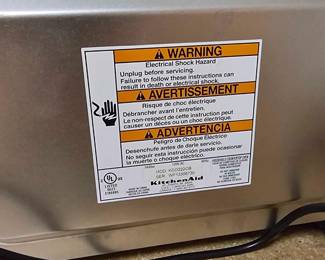 WARNING
Electrical Shock Hazard
Unplug before servicing.
Failure to follow these instructions can
result in death or electrical shock.
AVERTISSEMENT
Risque de choc électrique
Débrancher avant l'entretien.
Le non-respect de cette instruction peut
causer un décès ou un choc électrique.
ADVERTENCIA
Peligro de Choque Eléctrico
Desenchufe antes de darle servicio.
No seguir esta instrucción puede ocasionar
la muerte o choque eléctrico.
UL
LISTED
KitchenAid